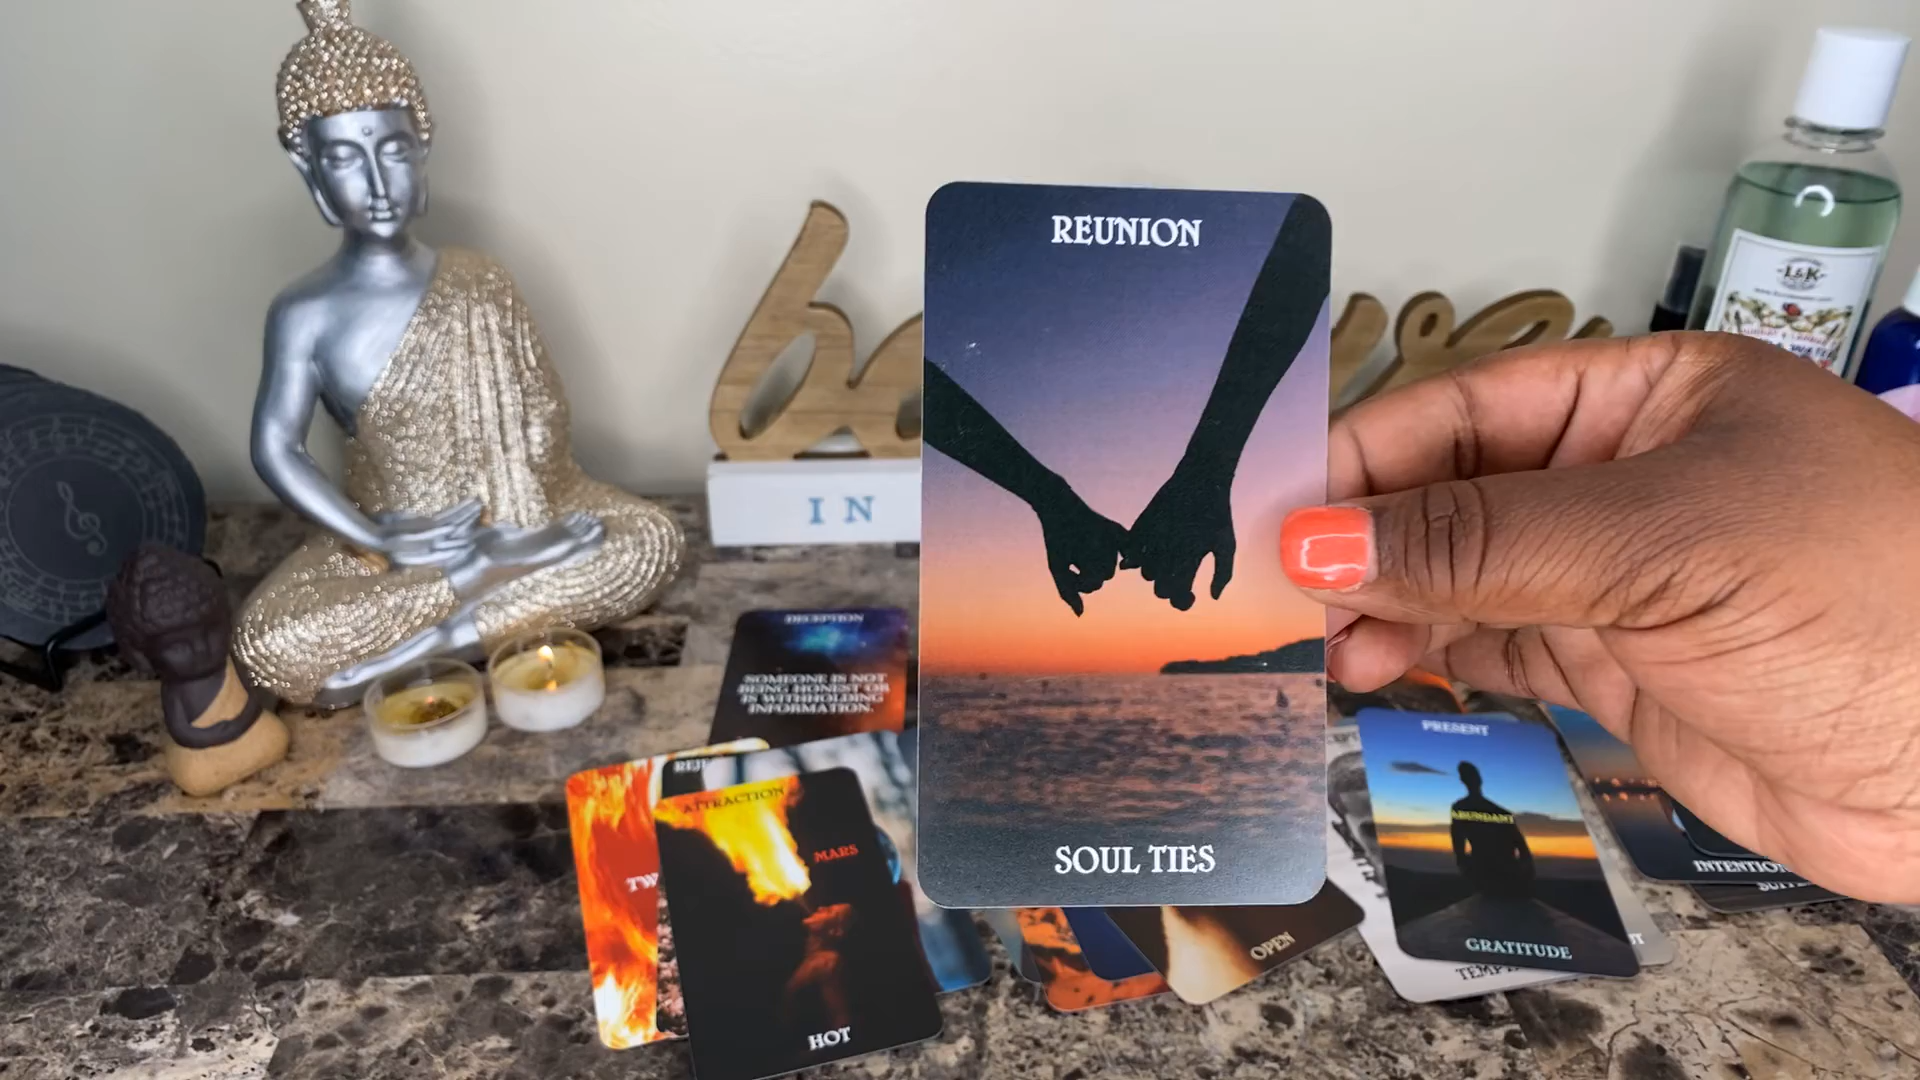 REUNION
SOUL TIES
IN
L&K
DECEPTION
SOMEONE IS NOT
BEING HONEST OR
IS WITHHOLDING
INFORMATION.
ATTRACTION
MARS
HOT
OPEN
PRESENT
ABUNDANT
GRATITUDE